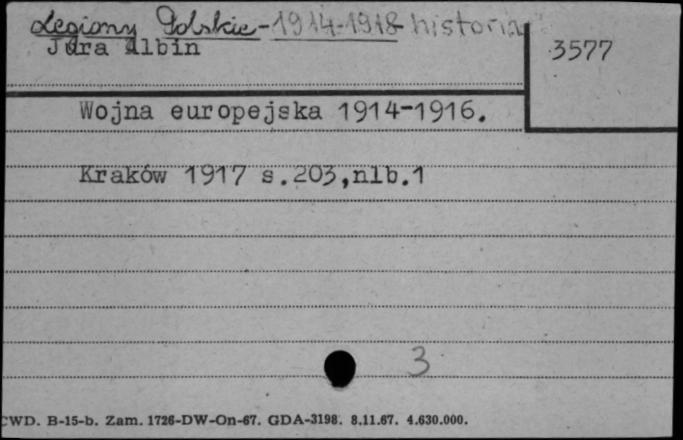 Legiony Polskie - 1914-1918 historia
Jura Albin
3577
Wojna europejska 1914-1916.
Kraków 1917 s.203,nlb.1
3
CWD. B-15-b. Zam. 1726-DW-On-67. GDA-3198. 8.11.67. 4.630.000.